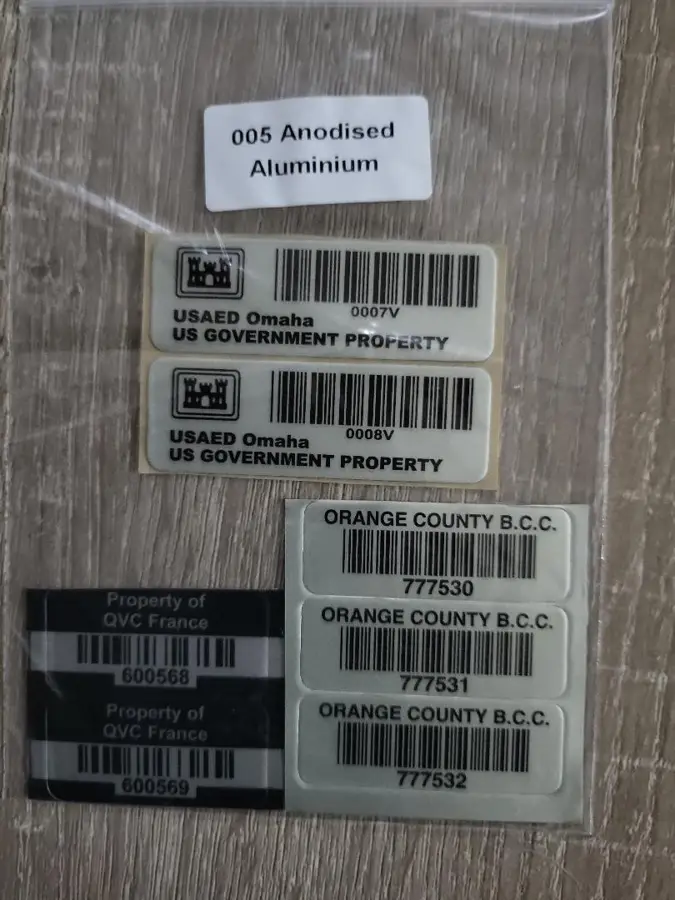 005 Anodised
Aluminium
0007V
USAED Omaha
US GOVERNMENT PROPERTY
0008V
USAED Omaha
US GOVERNMENT PROPERTY
ORANGE COUNTY B.C.C.
777530
ORANGE COUNTY B.C.C.
777531
ORANGE COUNTY B.C.C.
777532
Property of
QVC France
600568
Property of
QVC France
600569